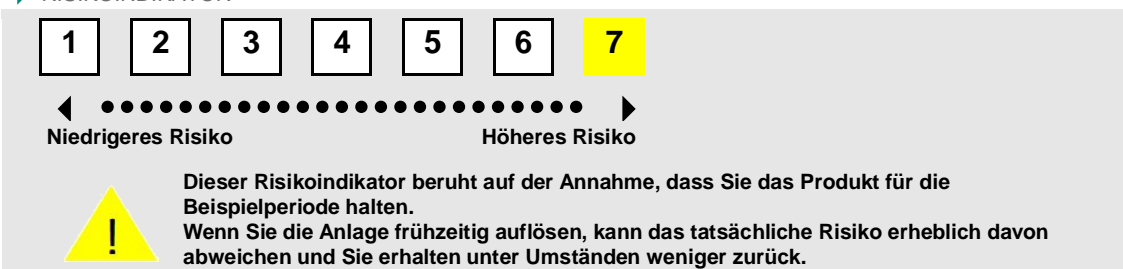 RISIKOINDIKATOR
1 2 3 4 5 6 7
Niedrigeres Risiko Höheres Risiko
Dieser Risikoindikator beruht auf der Annahme, dass Sie das Produkt für die
Beispielperiode halten.
Wenn Sie die Anlage frühzeitig auflösen, kann das tatsächliche Risiko erheblich davon
abweichen und Sie erhalten unter Umständen weniger zurück.